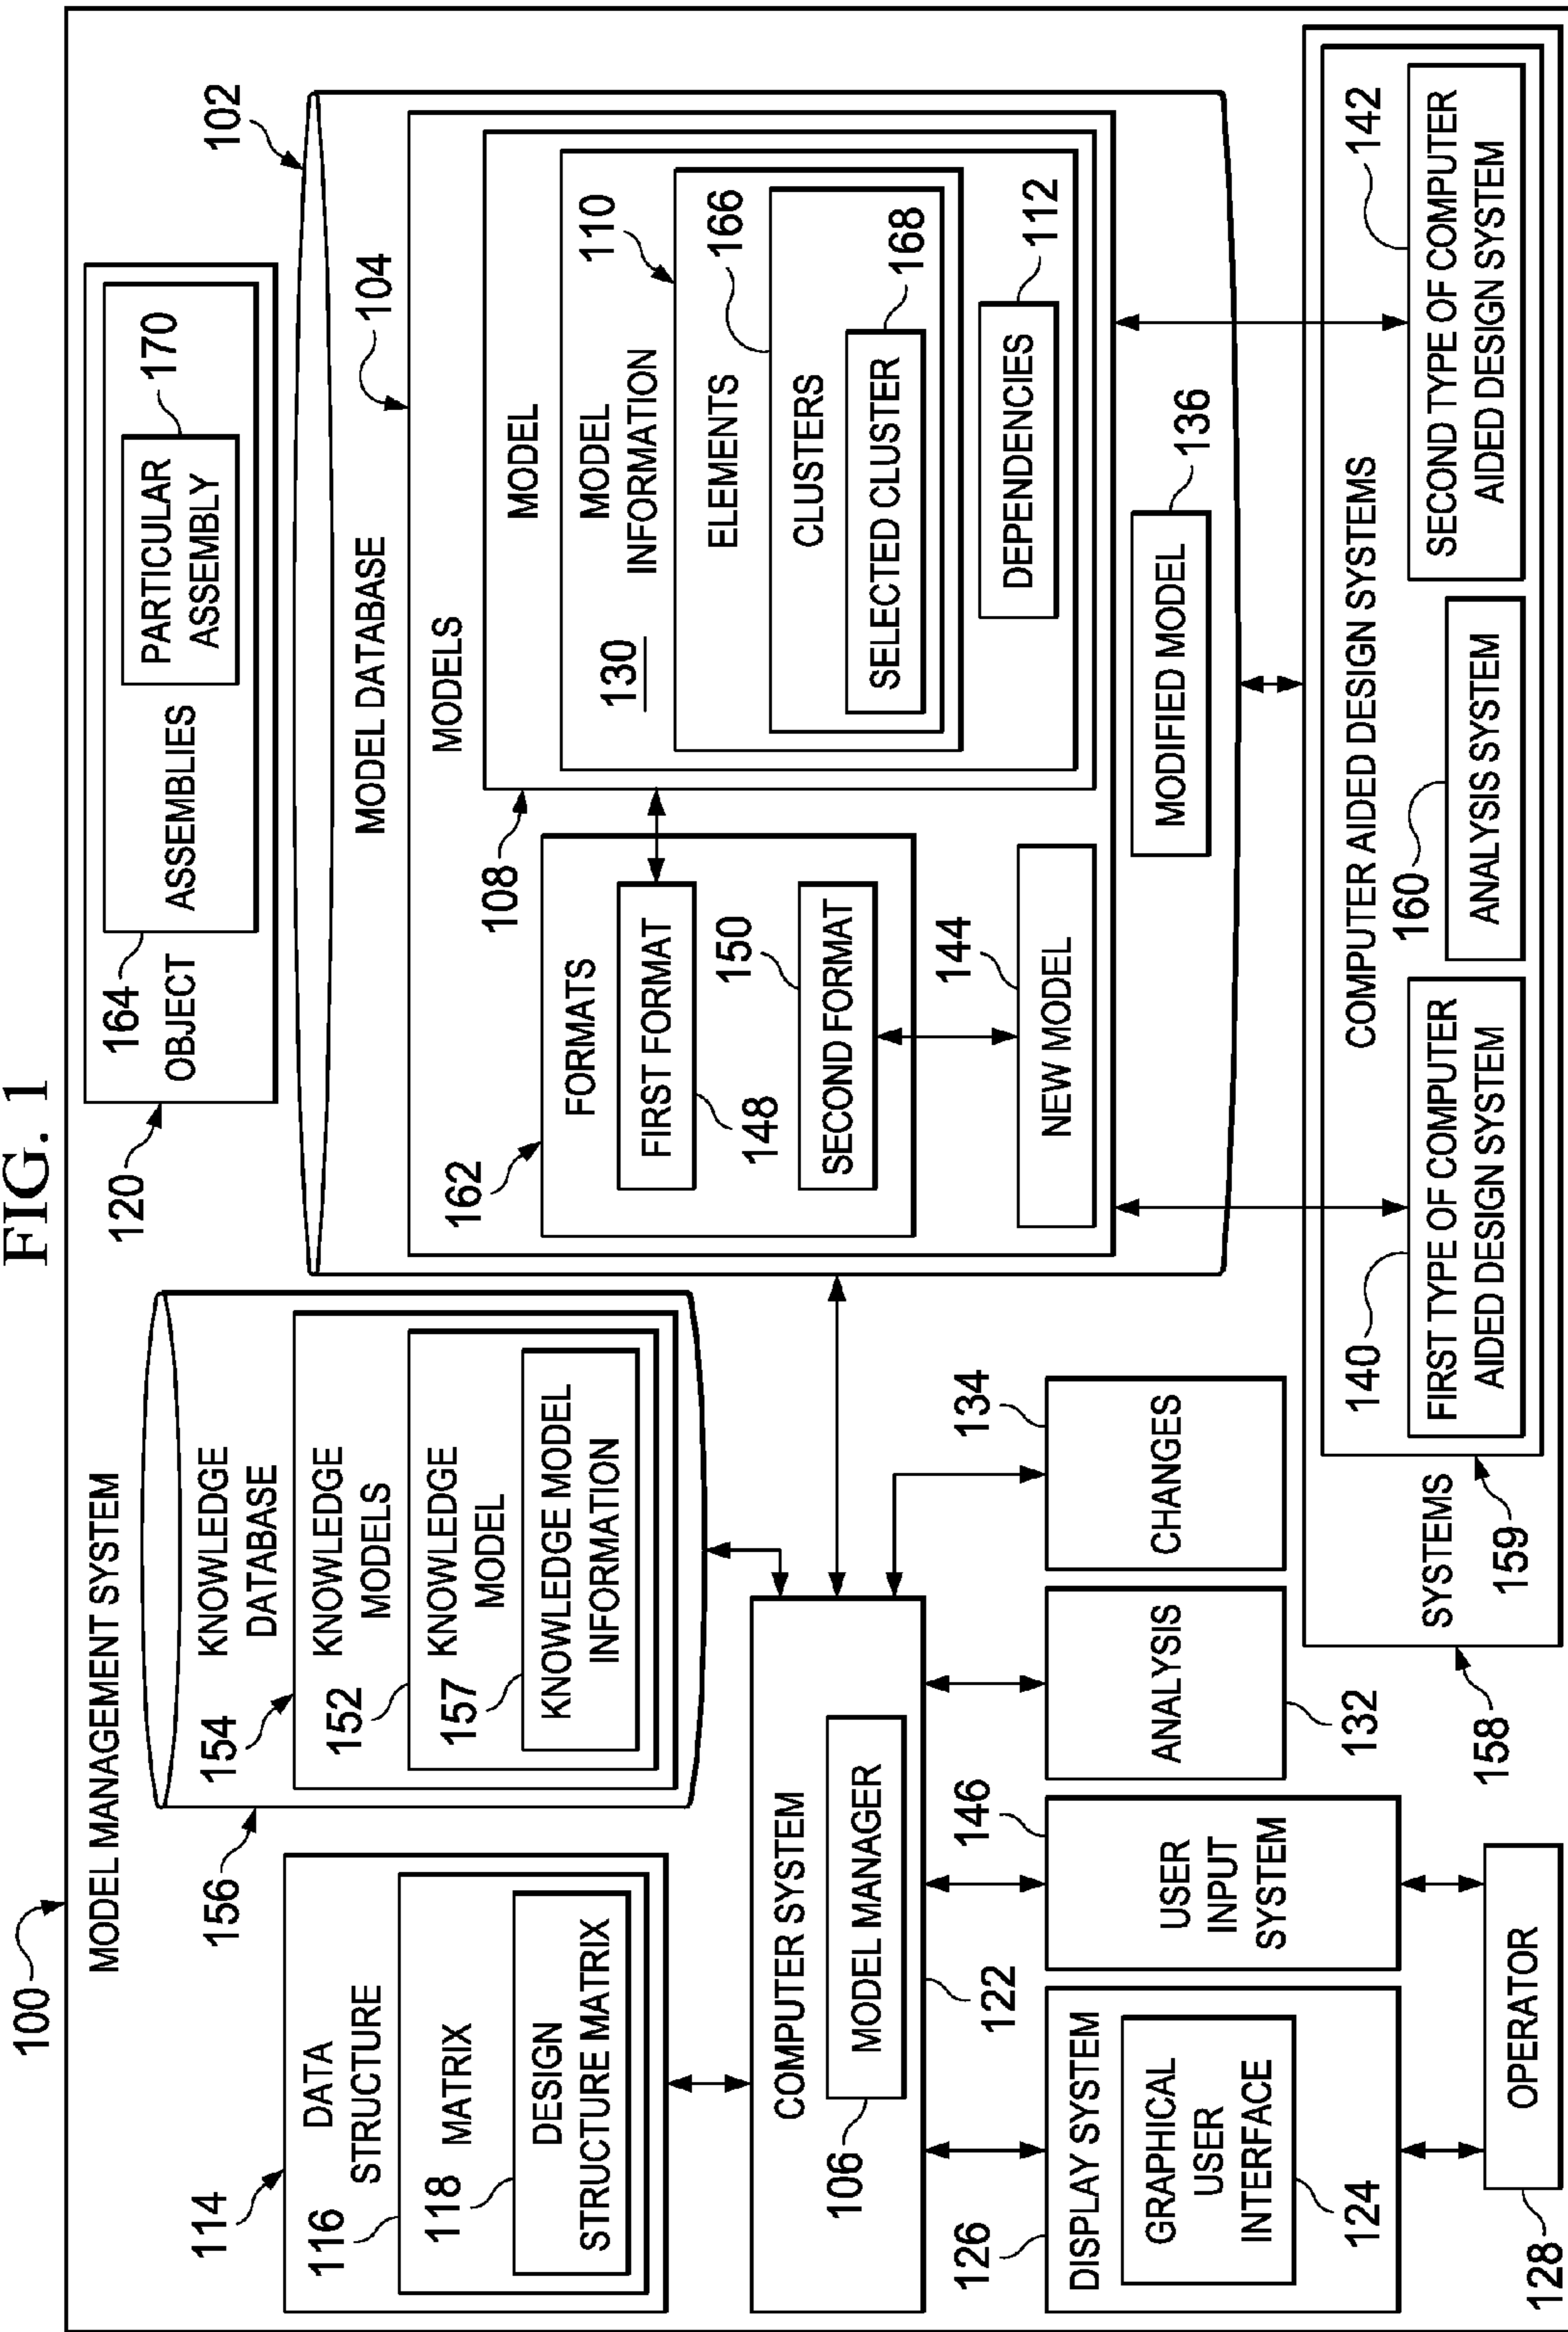 FIG. 1
100
MODEL MANAGEMENT SYSTEM
114
DATA
STRUCTURE
116
MATRIX
118
DESIGN
STRUCTURE MATRIX
156
KNOWLEDGE
DATABASE
154
KNOWLEDGE
MODELS
152
KNOWLEDGE
MODEL
157
KNOWLEDGE MODEL
INFORMATION
120
OBJECT
164
ASSEMBLIES
PARTICULAR
ASSEMBLY
170
102
MODEL DATABASE
104
MODELS
108
MODEL
MODEL
INFORMATION
110
130
ELEMENTS
CLUSTERS
166
SELECTED CLUSTER
168
DEPENDENCIES
112
162
FORMATS
FIRST FORMAT
148
150
SECOND FORMAT
144
NEW MODEL
MODIFIED MODEL
136
COMPUTER SYSTEM
MODEL MANAGER
106
122
126
DISPLAY SYSTEM
GRAPHICAL
USER
INTERFACE
124
146
USER
INPUT
SYSTEM
ANALYSIS
132
134
CHANGES
OPERATOR
128
SYSTEMS
158
159
COMPUTER AIDED DESIGN SYSTEMS
140
FIRST TYPE OF COMPUTER
AIDED DESIGN SYSTEM
160
ANALYSIS SYSTEM
142
SECOND TYPE OF COMPUTER
AIDED DESIGN SYSTEM